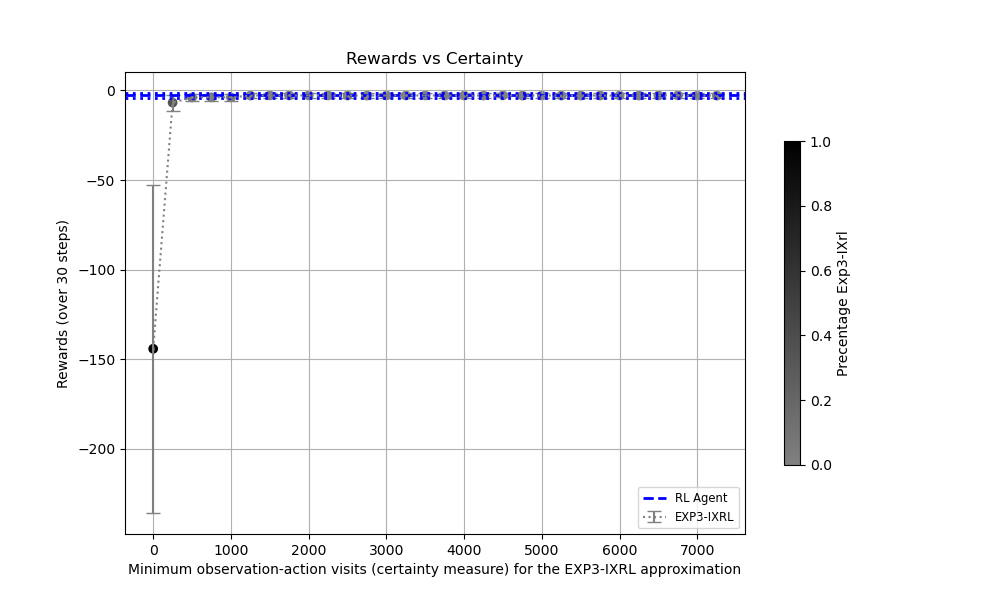 Rewards vs Certainty
Rewards (over 30 steps)
0
−50
−100
−150
−200
0 1000 2000 3000 4000 5000 6000 7000
Minimum observation-action visits (certainty measure) for the EXP3-IXRL approximation
RL Agent
EXP3-IXRL
1.0
0.8
0.6
0.4
0.2
0.0
Precentage Exp3-IXrl